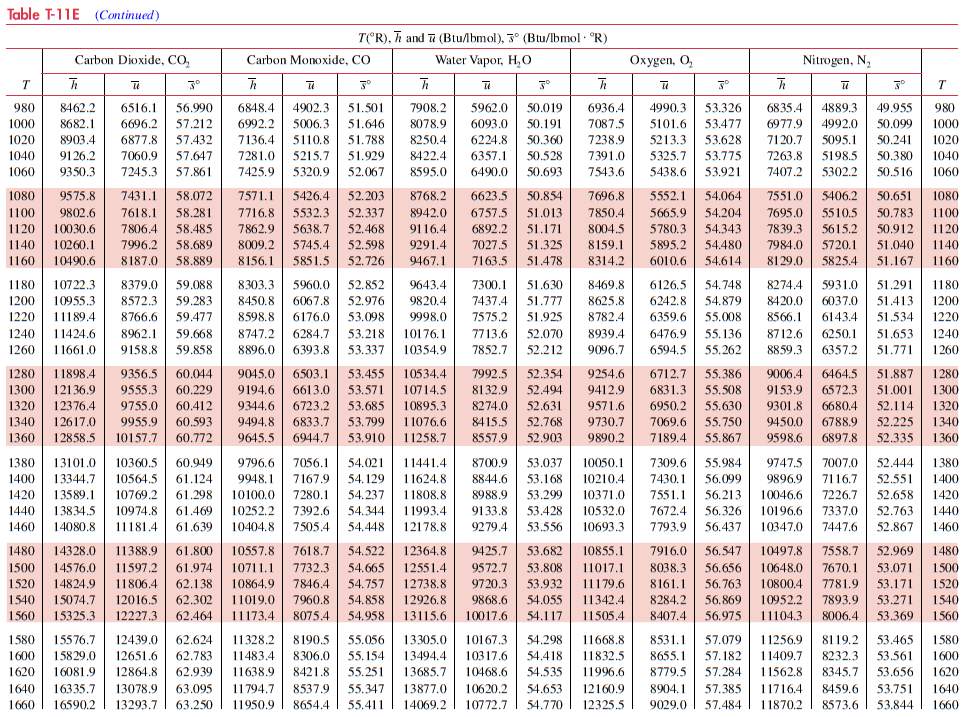 Table T-11E (Continued)
T(°R), h̅ and u̅ (Btu/lbmol), s̅° (Btu/lbmol · °R)
Carbon Dioxide, CO₂ Carbon Monoxide, CO Water Vapor, H₂O Oxygen, O₂ Nitrogen, N₂
T h̅ u̅ s̅° h̅ u̅ s̅° h̅ u̅ s̅° h̅ u̅ s̅° h̅ u̅ s̅° T
980 8462.2 6516.1 56.990 6848.4 4902.3 51.501 7908.2 5962.0 50.019 6936.4 4990.3 53.326 6835.4 4889.3 49.955 980
1000 8682.1 6696.2 57.212 6992.2 5006.3 51.646 8078.9 6093.0 50.191 7087.5 5101.6 53.477 6977.9 4992.0 50.099 1000
1020 8903.4 6877.8 57.432 7136.4 5110.8 51.788 8250.4 6224.8 50.360 7238.9 5213.3 53.628 7120.7 5095.1 50.241 1020
1040 9126.2 7060.9 57.647 7281.0 5215.7 51.929 8422.4 6357.1 50.528 7391.0 5325.7 53.775 7263.8 5198.5 50.380 1040
1060 9350.3 7245.3 57.861 7425.9 5320.9 52.067 8595.0 6490.0 50.693 7543.6 5438.6 53.921 7407.2 5302.2 50.516 1060
1080 9575.8 7431.1 58.072 7571.1 5426.4 52.203 8768.2 6623.5 50.854 7696.8 5552.1 54.064 7551.0 5406.2 50.651 1080
1100 9802.6 7618.1 58.281 7716.8 5532.3 52.337 8942.0 6757.5 51.013 7850.4 5665.9 54.204 7695.0 5510.5 50.783 1100
1120 10030.6 7806.4 58.485 7862.9 5638.7 52.468 9116.4 6892.2 51.171 8004.5 5780.3 54.343 7839.3 5615.2 50.912 1120
1140 10260.1 7996.2 58.689 8009.2 5745.4 52.598 9291.4 7027.5 51.325 8159.1 5895.2 54.480 7984.0 5720.1 51.040 1140
1160 10490.6 8187.0 58.889 8156.1 5851.5 52.726 9467.1 7163.5 51.478 8314.2 6010.6 54.614 8129.0 5825.4 51.167 1160
1180 10722.3 8379.0 59.088 8303.3 5960.0 52.852 9643.4 7300.1 51.630 8469.8 6126.5 54.748 8274.4 5931.0 51.291 1180
1200 10955.3 8572.3 59.283 8450.8 6067.8 52.976 9820.4 7437.4 51.777 8625.8 6242.8 54.879 8420.0 6037.0 51.413 1200
1220 11189.4 8766.6 59.477 8598.8 6176.0 53.098 9998.0 7575.2 51.925 8782.4 6359.6 55.008 8566.1 6143.4 51.534 1220
1240 11424.6 8962.1 59.668 8747.2 6284.7 53.218 10176.1 7713.6 52.070 8939.4 6476.9 55.136 8712.6 6250.1 51.653 1240
1260 11661.0 9158.8 59.858 8896.0 6393.8 53.337 10354.9 7852.7 52.212 9096.7 6594.5 55.262 8859.3 6357.2 51.771 1260
1280 11898.4 9356.5 60.044 9045.0 6503.1 53.455 10534.4 7992.5 52.354 9254.6 6712.7 55.386 9006.4 6464.5 51.887 1280
1300 12136.9 9555.3 60.229 9194.6 6613.0 53.571 10714.5 8132.9 52.494 9412.9 6831.3 55.508 9153.9 6572.3 51.001 1300
1320 12376.4 9755.0 60.412 9344.6 6723.2 53.685 10895.3 8274.0 52.631 9571.6 6950.2 55.630 9301.8 6680.4 52.114 1320
1340 12617.0 9955.9 60.593 9494.8 6833.7 53.799 11076.6 8415.5 52.768 9730.7 7069.6 55.750 9450.0 6788.9 52.225 1340
1360 12858.5 10157.7 60.772 9645.5 6944.7 53.910 11258.7 8557.9 52.903 9890.2 7189.4 55.867 9598.6 6897.8 52.335 1360
1380 13101.0 10360.5 60.949 9796.6 7056.1 54.021 11441.4 8700.9 53.037 10050.1 7309.6 55.984 9747.5 7007.0 52.444 1380
1400 13344.7 10564.5 61.124 9948.1 7167.9 54.129 11624.8 8844.6 53.168 10210.4 7430.1 56.099 9896.9 7116.7 52.551 1400
1420 13589.1 10769.2 61.298 10100.0 7280.1 54.237 11808.8 8988.9 53.299 10371.0 7551.1 56.213 10046.6 7226.7 52.658 1420
1440 13834.5 10974.8 61.469 10252.2 7392.6 54.344 11993.4 9133.8 53.428 10532.0 7672.4 56.326 10196.6 7337.0 52.763 1440
1460 14080.8 11181.4 61.639 10404.8 7505.4 54.448 12178.8 9279.4 53.556 10693.3 7793.9 56.437 10347.0 7447.6 52.867 1460
1480 14328.0 11388.9 61.800 10557.8 7618.7 54.522 12364.8 9425.7 53.682 10855.1 7916.0 56.547 10497.8 7558.7 52.969 1480
1500 14576.0 11597.2 61.974 10711.1 7732.3 54.665 12551.4 9572.7 53.808 11017.1 8038.3 56.656 10648.0 7670.1 53.071 1500
1520 14824.9 11806.4 62.138 10864.9 7846.4 54.757 12738.8 9720.3 53.932 11179.6 8161.1 56.763 10800.4 7781.9 53.171 1520
1540 15074.7 12016.5 62.302 11019.0 7960.8 54.858 12926.8 9868.6 54.055 11342.4 8284.2 56.869 10952.2 7893.9 53.271 1540
1560 15325.3 12227.3 62.464 11173.4 8075.4 54.958 13115.6 10017.6 54.117 11505.4 8407.4 56.975 11104.3 8006.4 53.369 1560
1580 15576.7 12439.0 62.624 11328.2 8190.5 55.056 13305.0 10167.3 54.298 11668.8 8531.1 57.079 11256.9 8119.2 53.465 1580
1600 15829.0 12651.6 62.783 11483.4 8306.0 55.154 13494.4 10317.6 54.418 11832.5 8655.1 57.182 11409.7 8232.3 53.561 1600
1620 16081.9 12864.8 62.939 11638.9 8421.8 55.251 13685.7 10468.6 54.535 11996.6 8779.5 57.284 11562.8 8345.7 53.656 1620
1640 16335.7 13078.9 63.095 11794.7 8537.9 55.347 13877.0 10620.2 54.653 12160.9 8904.1 57.385 11716.4 8459.6 53.751 1640
1660 16590.2 13293.7 63.250 11950.9 8654.4 55.411 14069.2 10772.7 54.770 12325.5 9029.0 57.484 11870.2 8573.6 53.844 1660